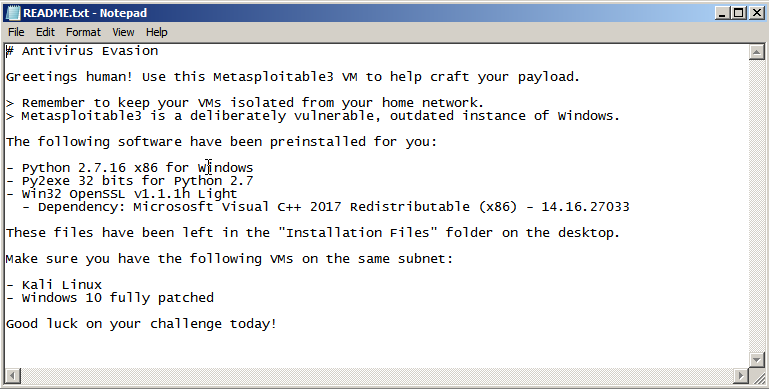 README.txt - Notepad
File Edit Format View Help
# Antivirus Evasion
Greetings human! Use this Metasploitable3 VM to help craft your payload.
> Remember to keep your VMs isolated from your home network.
> Metasploitable3 is a deliberately vulnerable, outdated instance of Windows.
The following software have been preinstalled for you:
- Python 2.7.16 x86 for Windows
- Py2exe 32 bits for Python 2.7
- Win32 OpenSSL v1.1.1h Light
- Dependency: Micrososft Visual C++ 2017 Redistributable (x86) - 14.16.27033
These files have been left in the "Installation Files" folder on the desktop.
Make sure you have the following VMs on the same subnet:
- Kali Linux
- Windows 10 fully patched
Good luck on your challenge today!